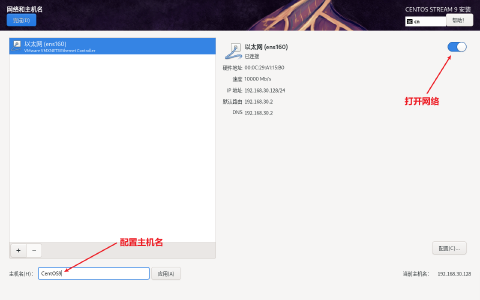 网络和主机名
CENTOS STREAM 9 安装
完成(D)
cn
帮助!
以太网 (ens160)
VMware VMXNET3 Ethernet Controller
以太网 (ens160)
已连接
硬件地址 00:0C:29:A1:15:B0
速度 10000 Mb/s
IP 地址 192.168.30.128/24
默认路由 192.168.30.2
DNS 192.168.30.2
打开网络
+ −
配置主机名
配置(C)...
主机名(H):
CentOS9
应用(A)
当前主机名: 192.168.30.128